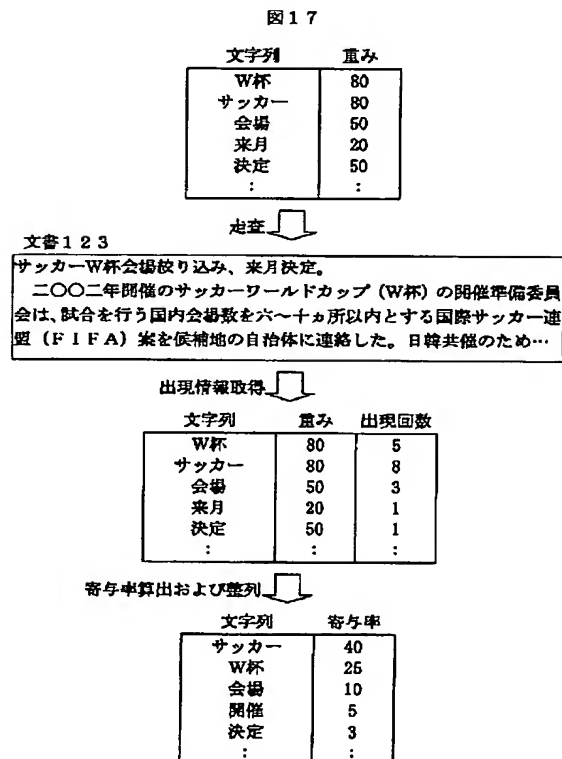 図17
文字列 重み
W杯 80
サッカー 80
会場 50
来月 20
決定 50
: :
走査
文書123
サッカーW杯会場絞り込み、来月決定。
二〇〇二年開催のサッカーワールドカップ(W杯)の開催準備委員
会は、試合を行う国内会場数を六～十ヵ所以内とする国際サッカー連
盟(FIFA)案を候補地の自治体に連絡した。日韓共催のため…
出現情報取得
文字列 重み 出現回数
W杯 80 5
サッカー 80 8
会場 50 3
来月 20 1
決定 50 1
: : :
寄与率算出および整列
文字列 寄与率
サッカー 40
W杯 25
会場 10
開催 5
決定 3
: :